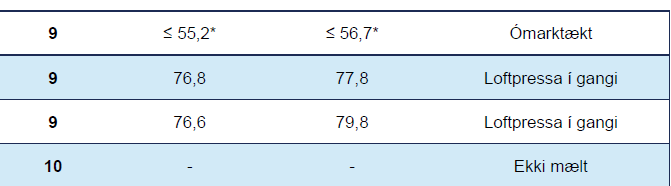 9 ≤ 55,2* ≤ 56,7* Ómarktækt
9 76,8 77,8 Loftpressa í gangi
9 76,6 79,8 Loftpressa í gangi
10 - - Ekki mælt